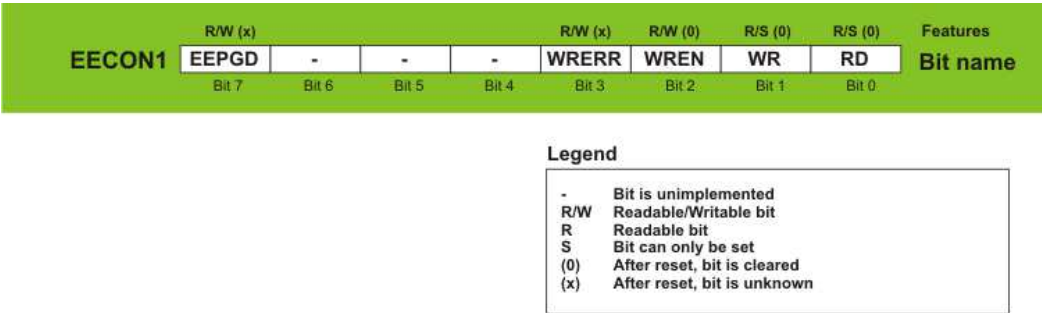 R/W (x) R/W (x) R/W (0) R/S (0) R/S (0) Features
EECON1 EEPGD - - - WRERR WREN WR RD Bit name
Bit 7 Bit 6 Bit 5 Bit 4 Bit 3 Bit 2 Bit 1 Bit 0
Legend
- Bit is unimplemented
R/W Readable/Writable bit
R Readable bit
S Bit can only be set
(0) After reset, bit is cleared
(x) After reset, bit is unknown